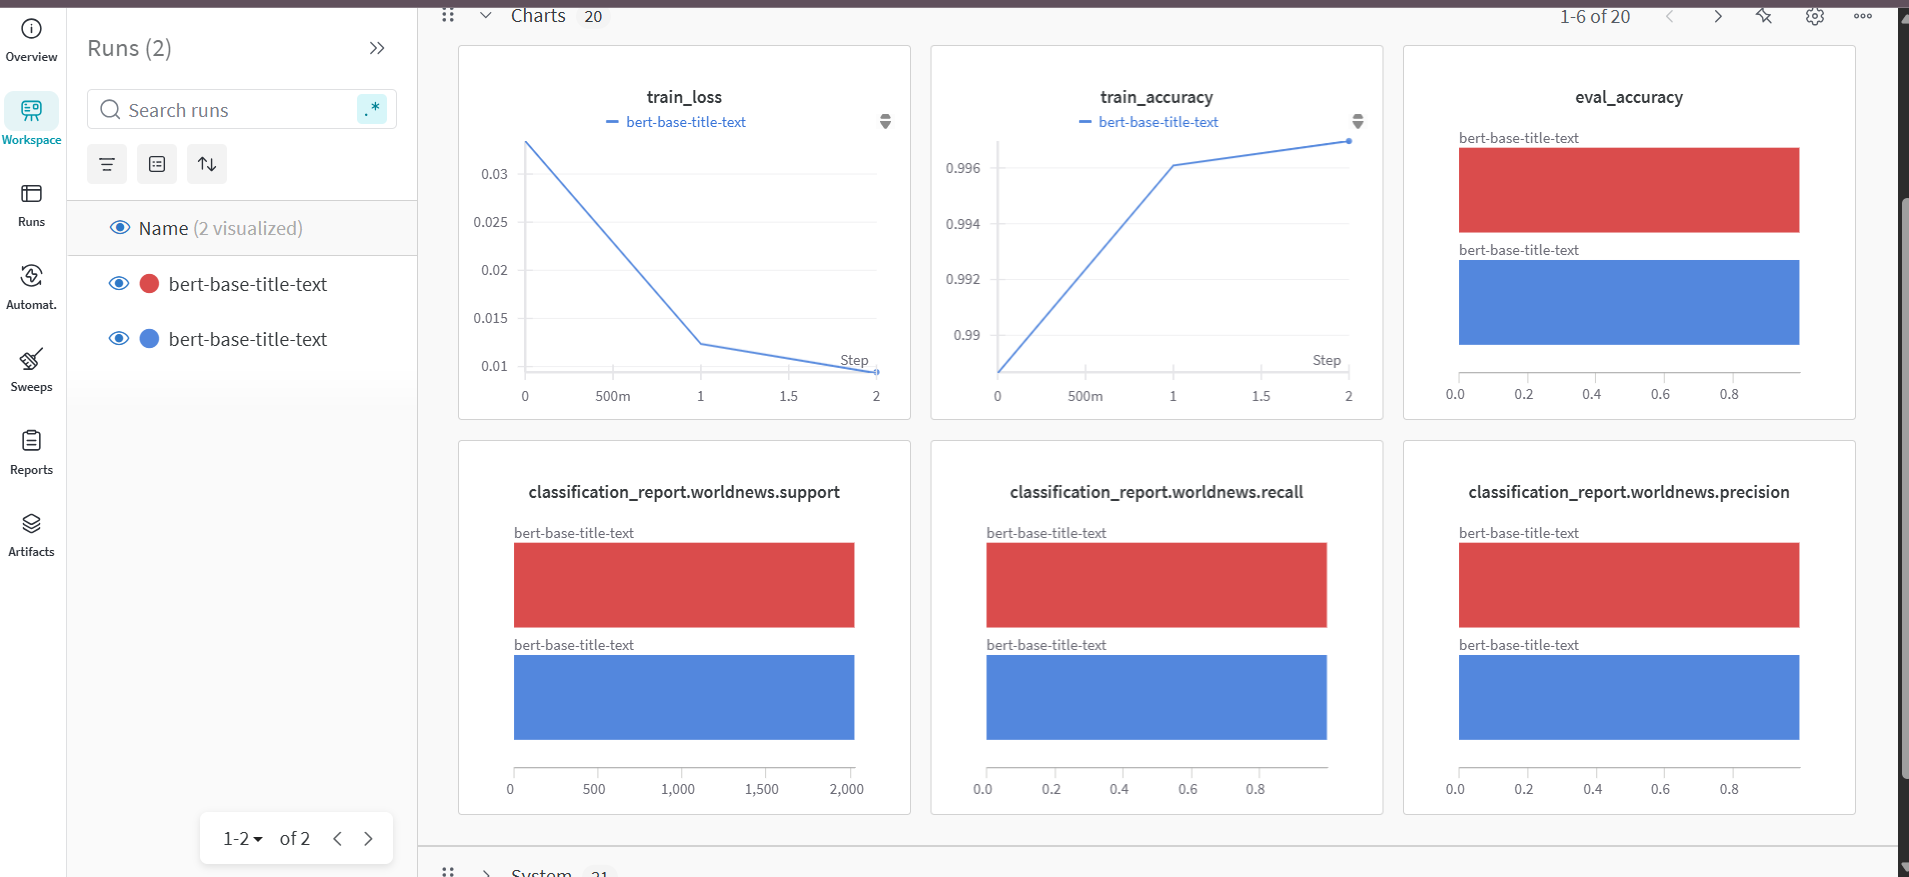 Overview
Workspace
Runs
Automat.
Sweeps
Reports
Artifacts
Runs (2)
Search runs
.*
Name (2 visualized)
bert-base-title-text
bert-base-title-text
1-2 of 2
Charts 20
1-6 of 20
train_loss
bert-base-title-text
0.03
0.025
0.02
0.015
0.01
Step
0 500m 1 1.5 2
train_accuracy
bert-base-title-text
0.996
0.994
0.992
0.99
Step
0 500m 1 1.5 2
eval_accuracy
bert-base-title-text
bert-base-title-text
0.0 0.2 0.4 0.6 0.8
classification_report.worldnews.support
bert-base-title-text
bert-base-title-text
0 500 1,000 1,500 2,000
classification_report.worldnews.recall
bert-base-title-text
bert-base-title-text
0.0 0.2 0.4 0.6 0.8
classification_report.worldnews.precision
bert-base-title-text
bert-base-title-text
0.0 0.2 0.4 0.6 0.8
System 21